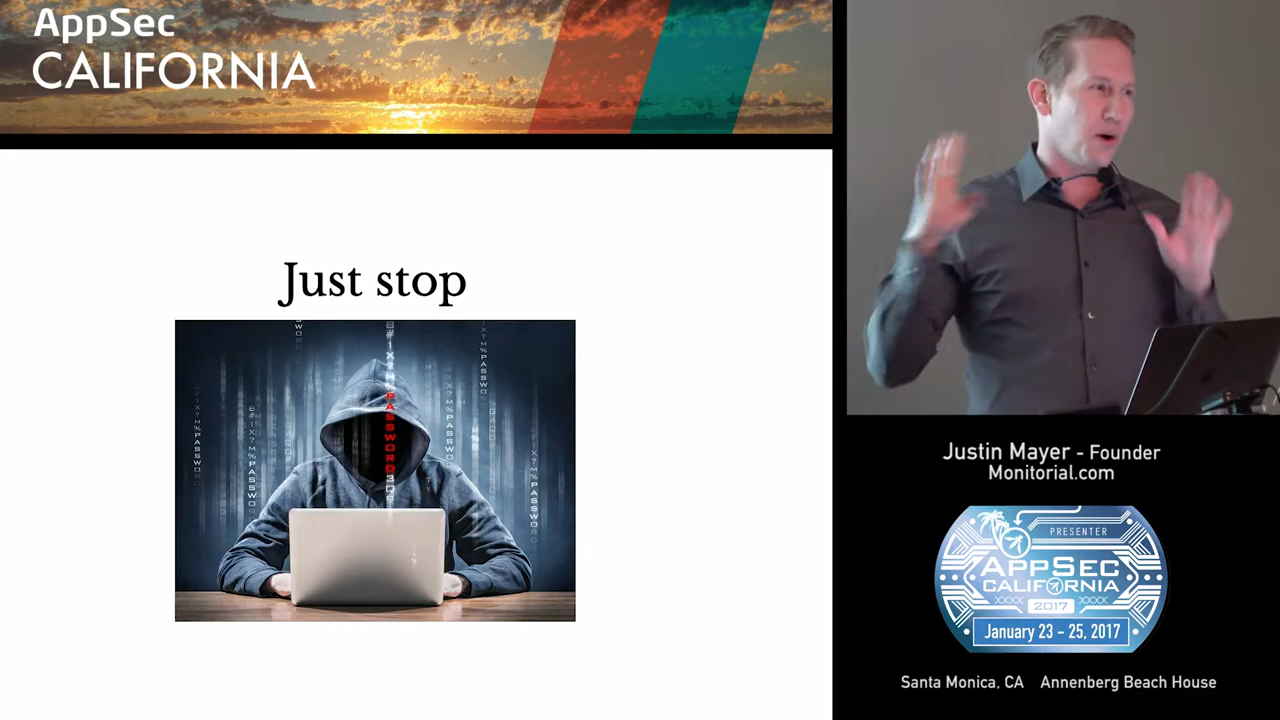 AppSec
CALIFORNIA
Just stop
PASSWORD
Justin Mayer - Founder
Monitorial.com
PRESENTER
APPSEC
CALIFORNIA
2017
January 23 - 25, 2017
Santa Monica, CA Annenberg Beach House